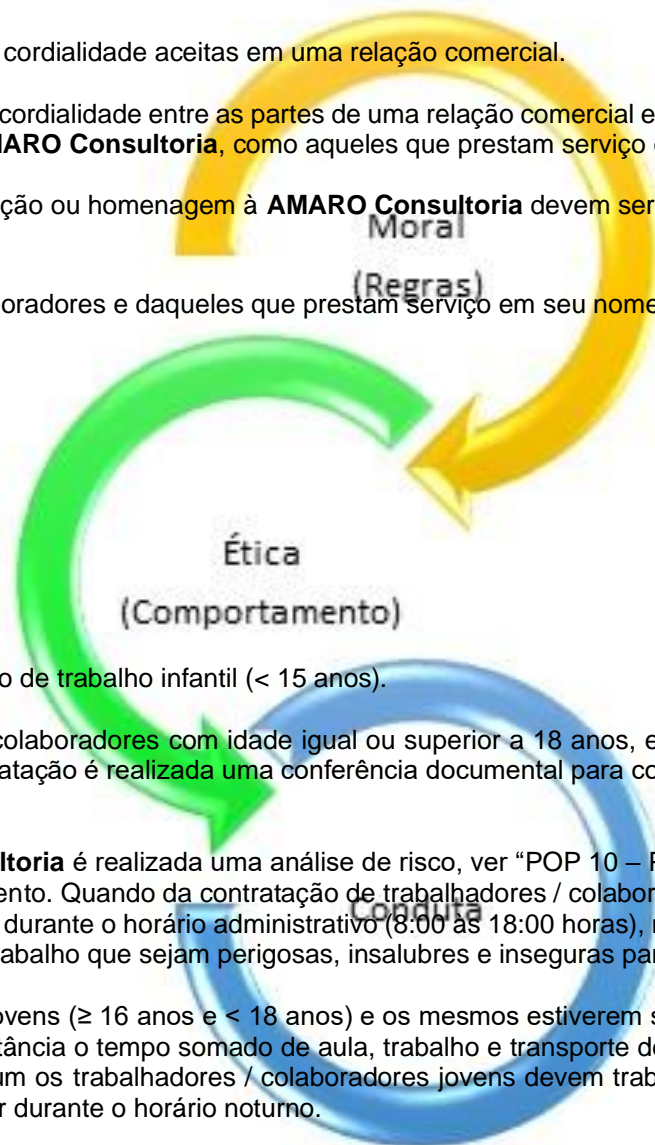 cordialidade aceitas em uma relação comercial.
cordialidade entre as partes de uma relação comercial e
MARO Consultoria, como aqueles que prestam serviço
ção ou homenagem à AMARO Consultoria devem ser
Moral
(Regras)
boradores e daqueles que prestam serviço em seu nome
Ética
(Comportamento)
o de trabalho infantil (< 15 anos).
colaboradores com idade igual ou superior a 18 anos, e
ratação é realizada uma conferência documental para co
ltoria é realizada uma análise de risco, ver “POP 10 –
ento. Quando da contratação de trabalhadores / colabor
Conduta
durante o horário administrativo (8:00 às 18:00 horas),
abalho que sejam perigosas, insalubres e inseguras par
ovens (≥ 16 anos e < 18 anos) e os mesmos estiverem s
tância o tempo somado de aula, trabalho e transporte de
um os trabalhadores / colaboradores jovens devem trab
r durante o horário noturno.